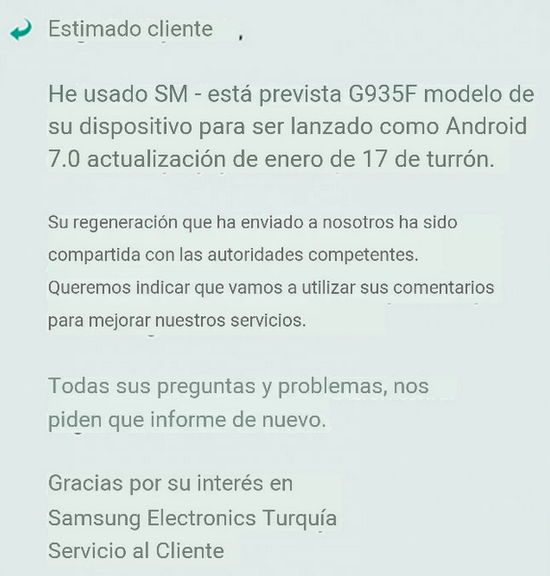 Estimado cliente ,
He usado SM - está prevista G935F modelo de
su dispositivo para ser lanzado como Android
7.0 actualización de enero de 17 de turrón.
Su regeneración que ha enviado a nosotros ha sido
compartida con las autoridades competentes.
Queremos indicar que vamos a utilizar sus comentarios
para mejorar nuestros servicios.
Todas sus preguntas y problemas, nos
piden que informe de nuevo.
Gracias por su interés en
Samsung Electronics Turquía
Servicio al Cliente